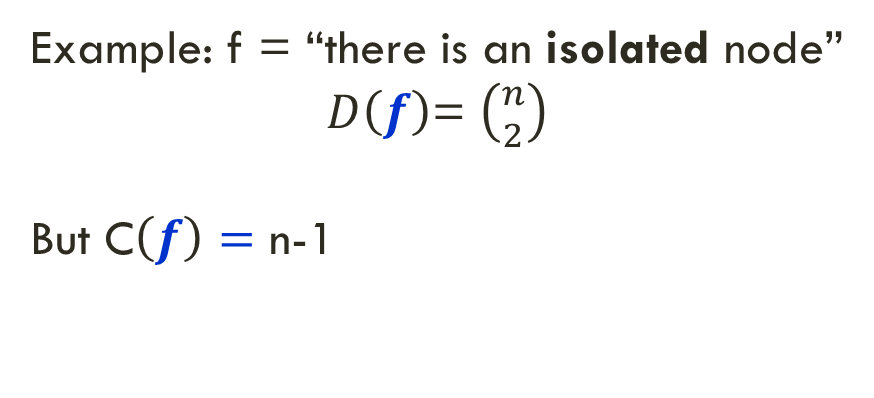 Example: f = “there is an isolated node”
D(f)= (n 2)
But C(f) = n-1